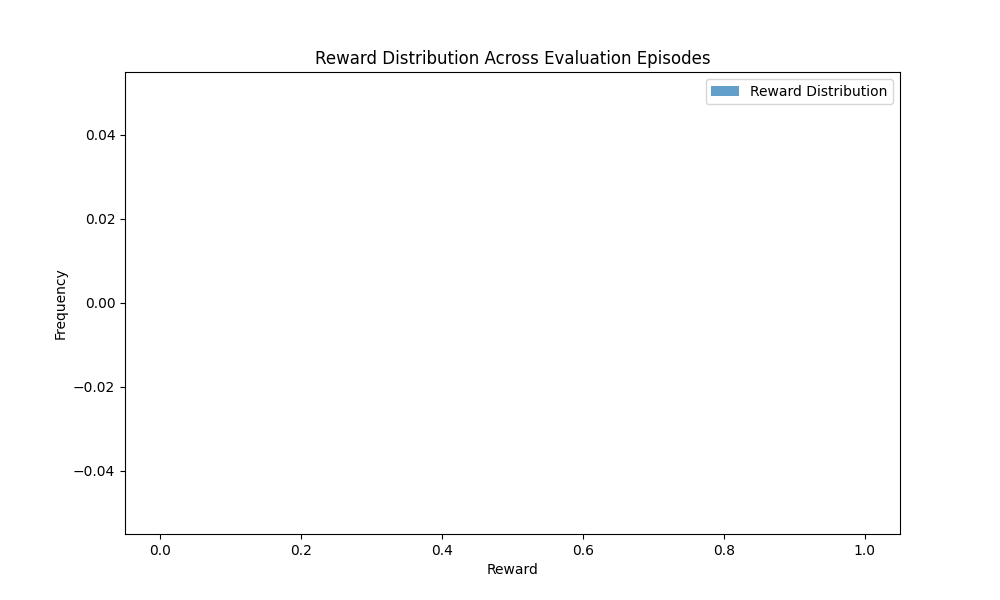 Reward Distribution Across Evaluation Episodes
Reward Distribution
0.04
0.02
0.00
−0.02
−0.04
Frequency
0.0 0.2 0.4 0.6 0.8 1.0
Reward